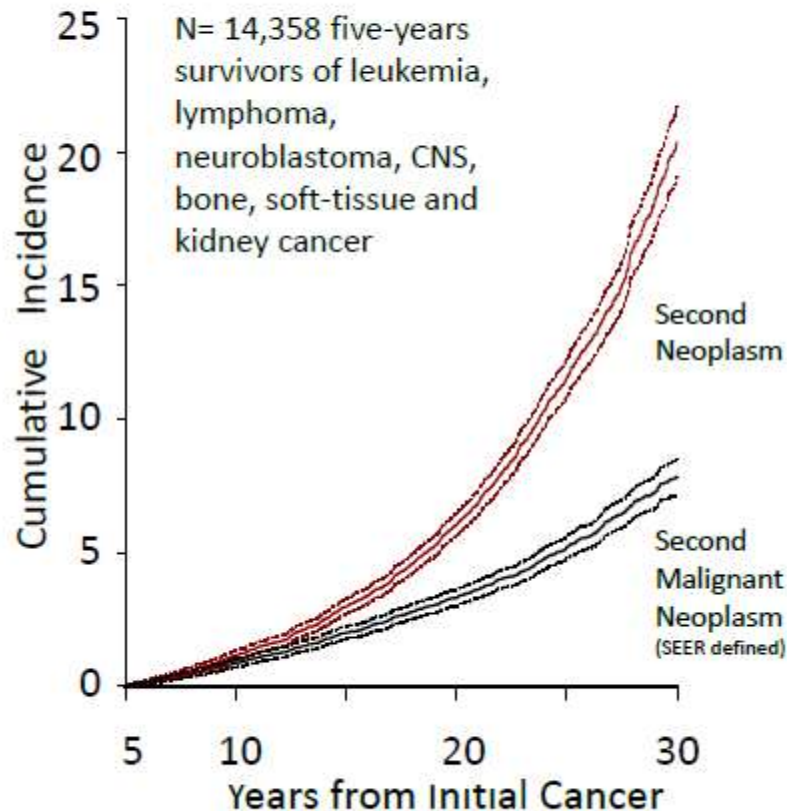 25
20
15
10
5
0
N= 14,358 five-years
survivors of leukemia,
lymphoma,
neuroblastoma, CNS,
bone, soft-tissue and
kidney cancer
Cumulative Incidence
Second
Neoplasm
Second
Malignant
Neoplasm
(SEER defined)
5 10 20 30
Years from Initial Cancer